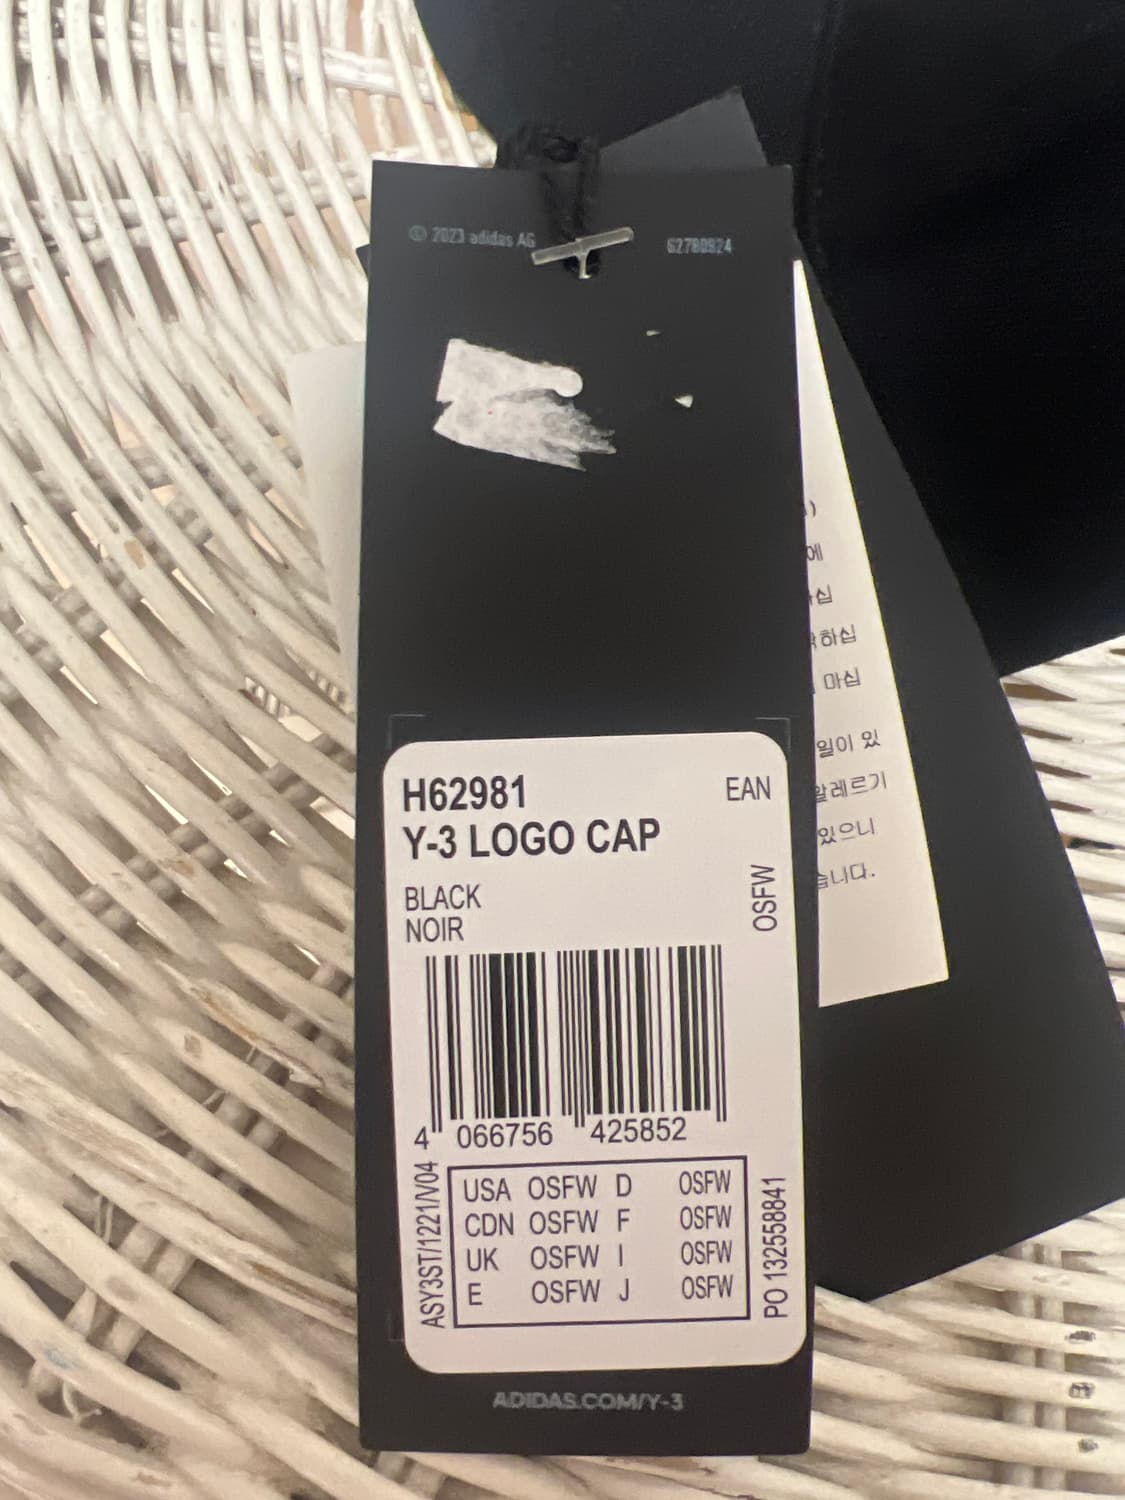 © 2023 adidas AG
62780924
H62981
EAN
Y-3 LOGO CAP
BLACK
NOIR
OSFW
4 066756 425852
ASY3ST/1221/V04
USA OSFW D OSFW
CDN OSFW F OSFW
UK OSFW I OSFW
E OSFW J OSFW
PO 132558841
ADIDAS.COM/Y-3
에
십
하십
마십
일이 있
알레르기
있으니
습니다.